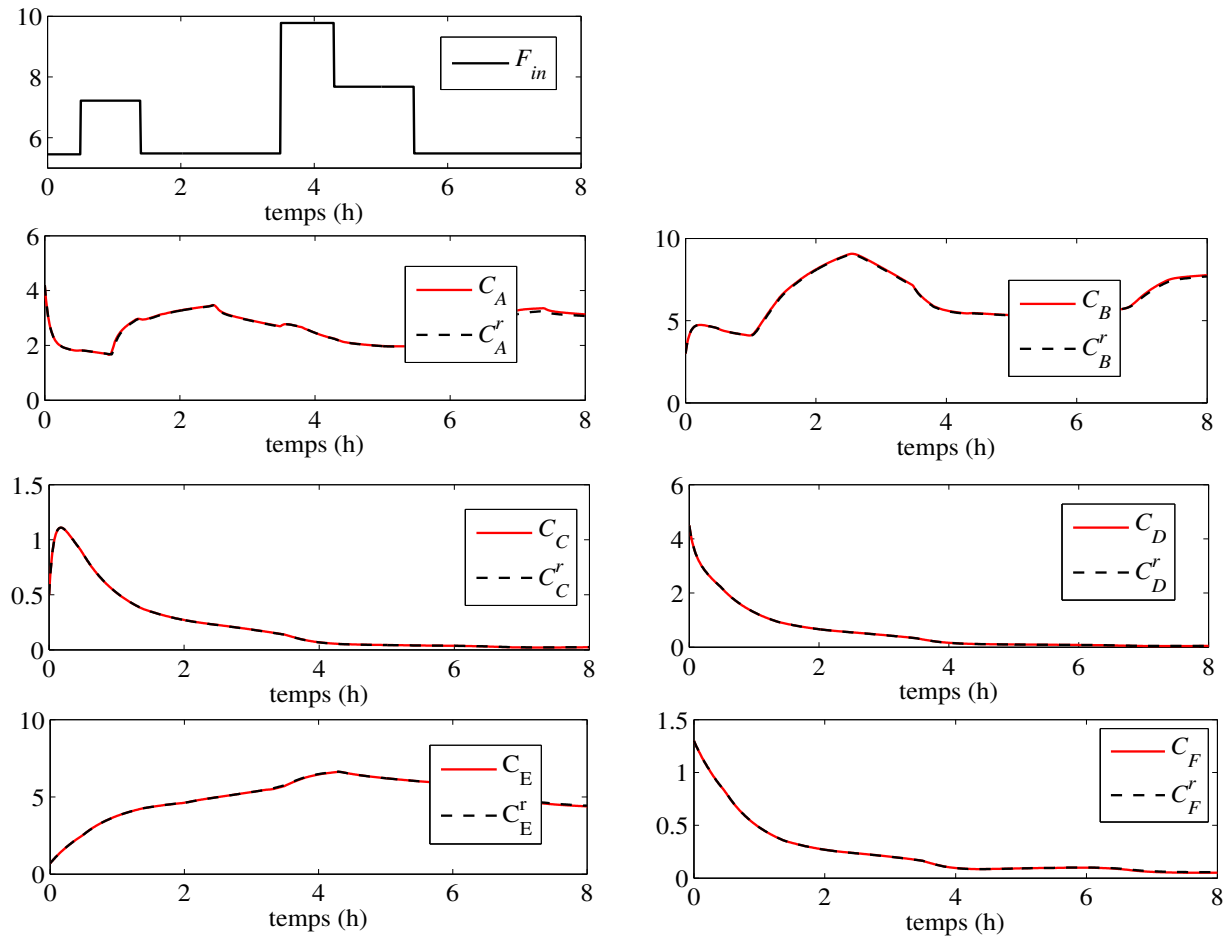 10
8
6
F_in
0 2 4 6 8
temps (h)
6
4
2
0
C_A
C_A^r
0 2 4 6 8
temps (h)
10
5
0
C_B
C_B^r
0 2 4 6 8
temps (h)
1.5
1
0.5
0
C_C
C_C^r
0 2 4 6 8
temps (h)
6
4
2
0
C_D
C_D^r
0 2 4 6 8
temps (h)
10
5
0
C_E
C_E^r
0 2 4 6 8
temps (h)
1.5
1
0.5
0
C_F
C_F^r
0 2 4 6 8
temps (h)